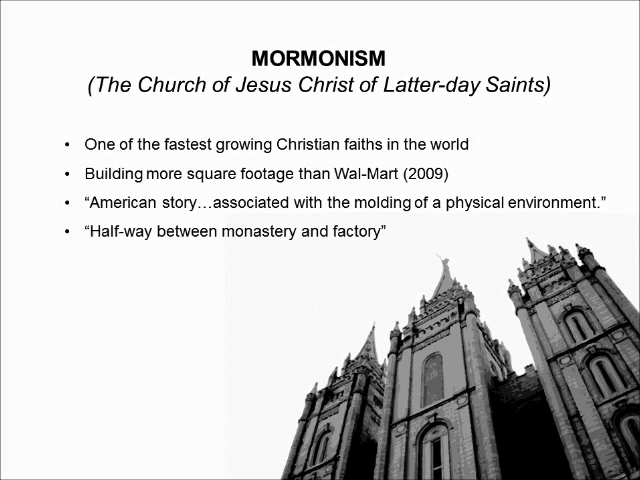 MORMONISM
(The Church of Jesus Christ of Latter-day Saints)
• One of the fastest growing Christian faiths in the world
• Building more square footage than Wal-Mart (2009)
• “American story…associated with the molding of a physical environment.”
• “Half-way between monastery and factory”